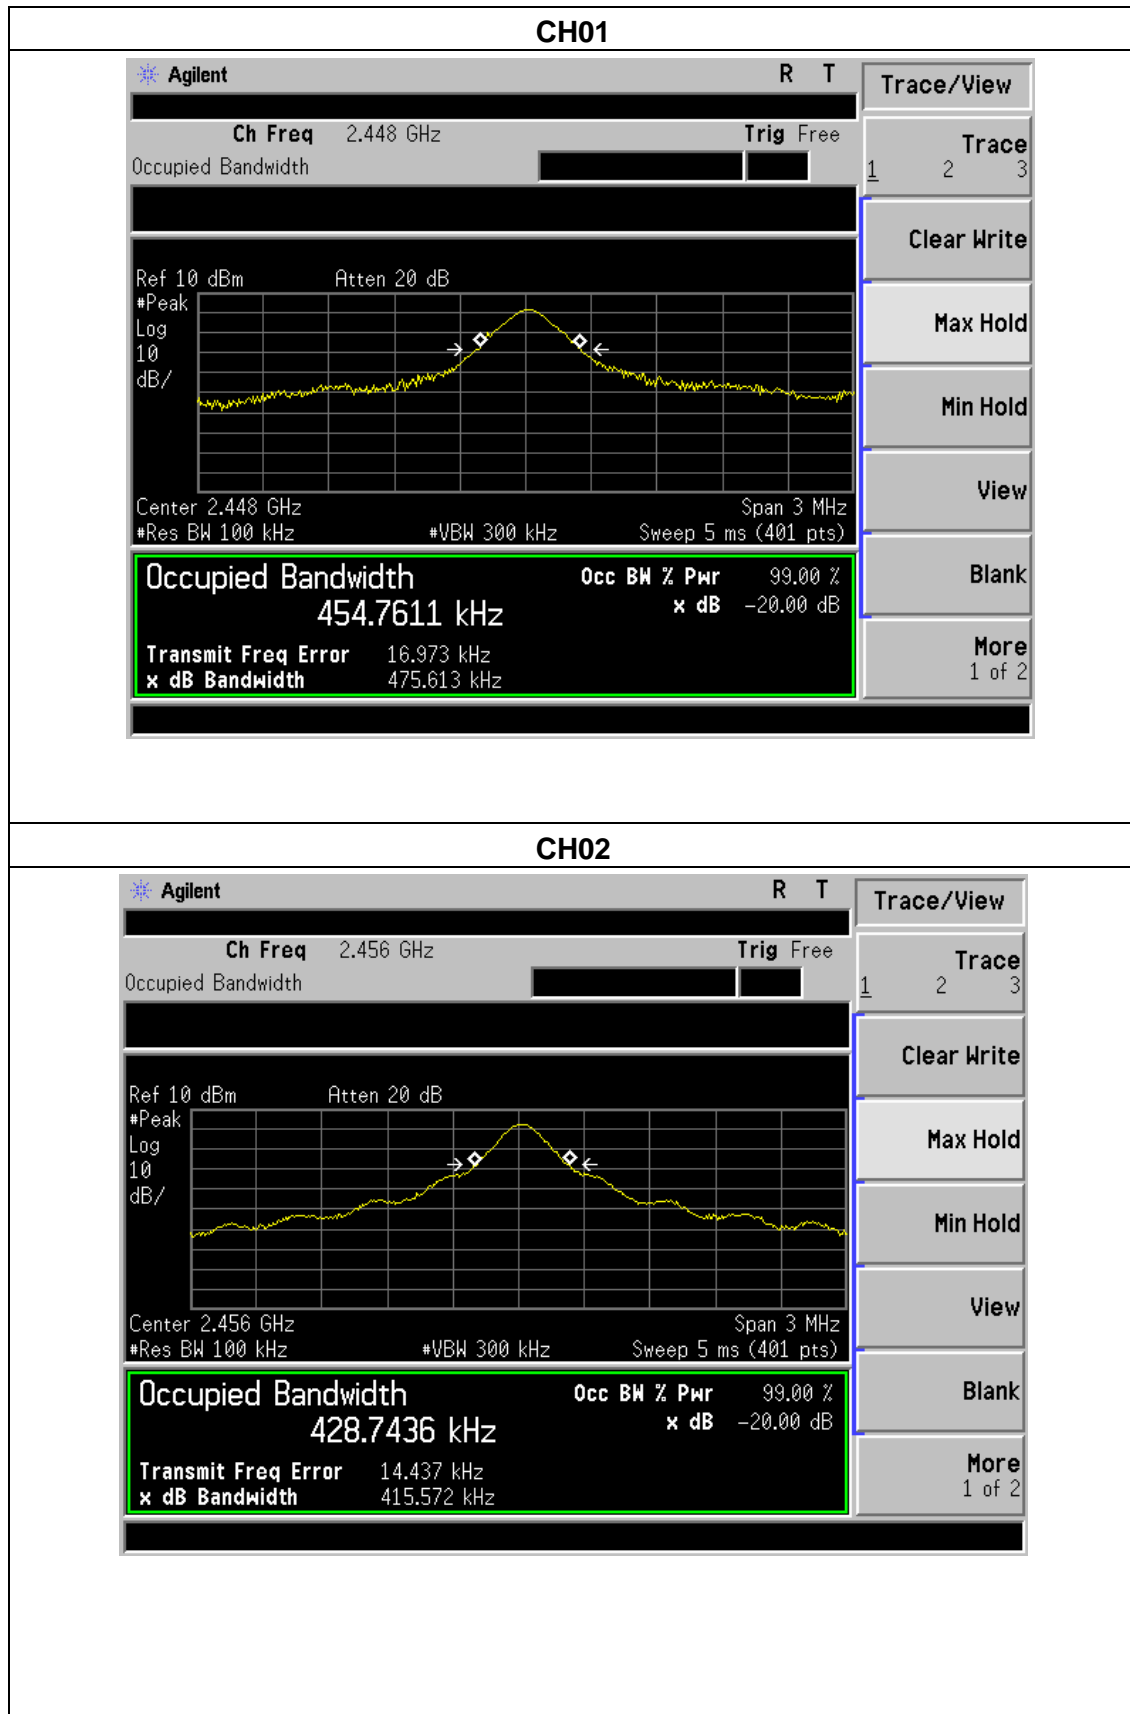 CH01
Agilent R T
Trace/View
Ch Freq 2.448 GHz Trig Free
Occupied Bandwidth
Trace
1 2 3
Clear Write
Ref 10 dBm Atten 20 dB
#Peak
Log
10
dB/
Max Hold
Min Hold
View
Center 2.448 GHz Span 3 MHz
#Res BW 100 kHz #VBW 300 kHz Sweep 5 ms (401 pts)
Occupied Bandwidth Occ BW % Pwr 99.00 %
454.7611 kHz x dB -20.00 dB
Blank
Transmit Freq Error 16.973 kHz
x dB Bandwidth 475.613 kHz
More
1 of 2
CH02
Agilent R T
Trace/View
Ch Freq 2.456 GHz Trig Free
Occupied Bandwidth
Trace
1 2 3
Clear Write
Ref 10 dBm Atten 20 dB
#Peak
Log
10
dB/
Max Hold
Min Hold
View
Center 2.456 GHz Span 3 MHz
#Res BW 100 kHz #VBW 300 kHz Sweep 5 ms (401 pts)
Occupied Bandwidth Occ BW % Pwr 99.00 %
428.7436 kHz x dB -20.00 dB
Blank
Transmit Freq Error 14.437 kHz
x dB Bandwidth 415.572 kHz
More
1 of 2